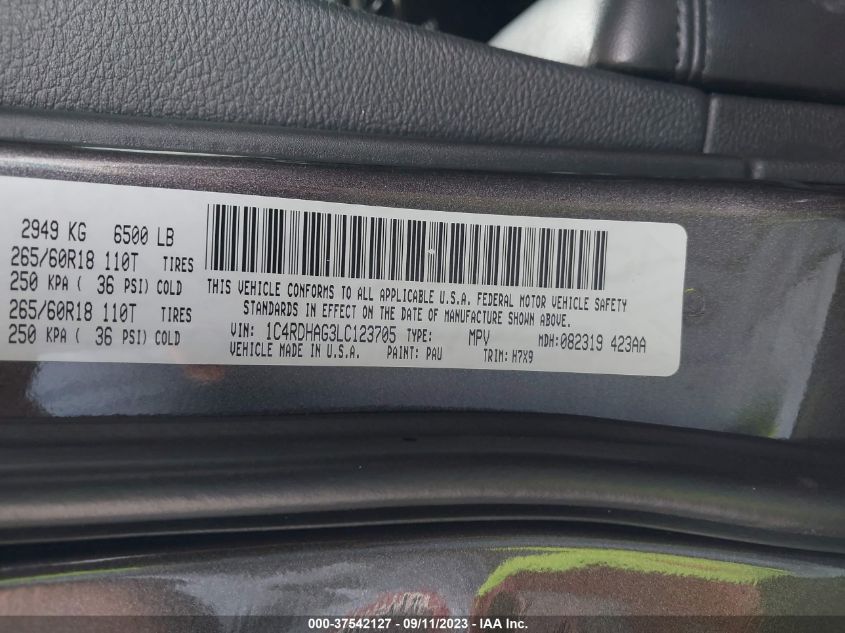 2949 KG 6500 LB
265/60R18 110T TIRES
250 KPA ( 36 PSI) COLD
265/60R18 110T TIRES
250 KPA ( 36 PSI) COLD
THIS VEHICLE CONFORMS TO ALL APPLICABLE U.S.A. FEDERAL MOTOR VEHICLE SAFETY
STANDARDS IN EFFECT ON THE DATE OF MANUFACTURE SHOWN ABOVE.
VIN: 1C4RDHAG3LC123705 TYPE: MPV MDH:082319 423AA
VEHICLE MADE IN U.S.A. PAINT: PAU TRIM: H7X9
000-37542127 - 09/11/2023 - IAA Inc.